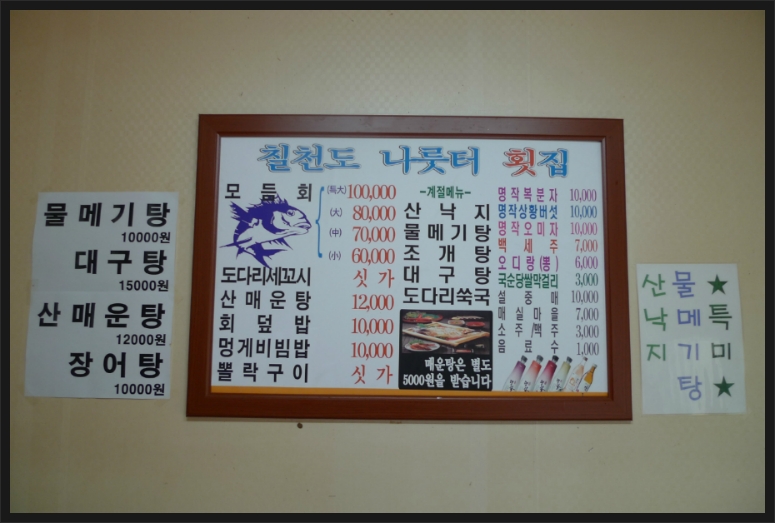 물메기탕
10000원
대구탕
15000원
산매운탕
12000원
장어탕
10000원
칠천도 나룻터 횟집
모듬회 (특大) 100,000
(大) 80,000
(中) 70,000
(小) 60,000
도다리세꼬시 싯가
산매운탕 12,000
회덮밥 10,000
멍게비빔밥 10,000
뽈락구이 싯가
-계절메뉴-
산낙지
물메기탕
조개탕
대구탕
도다리쑥국
매운탕은 별도
5000원을 받습니다
명작복분자 10,000
명작상황버섯 10,000
명작오미자 10,000
백세주 7,000
오디랑(뽕) 6,000
국순당쌀막걸리 3,000
설중매 10,000
매실마을 7,000
소주/맥주 3,000
음료수 1,000
산낙지
물메기탕
★특미★